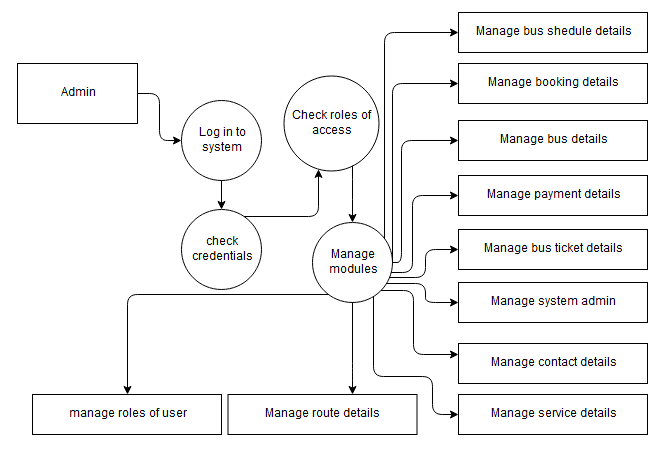 Manage bus shedule details
Manage booking details
Admin
Check roles of
access
Log in to
system
Manage bus details
Manage payment details
check
credentials
Manage
modules
Manage bus ticket details
Manage system admin
Manage contact details
manage roles of user
Manage route details
Manage service details